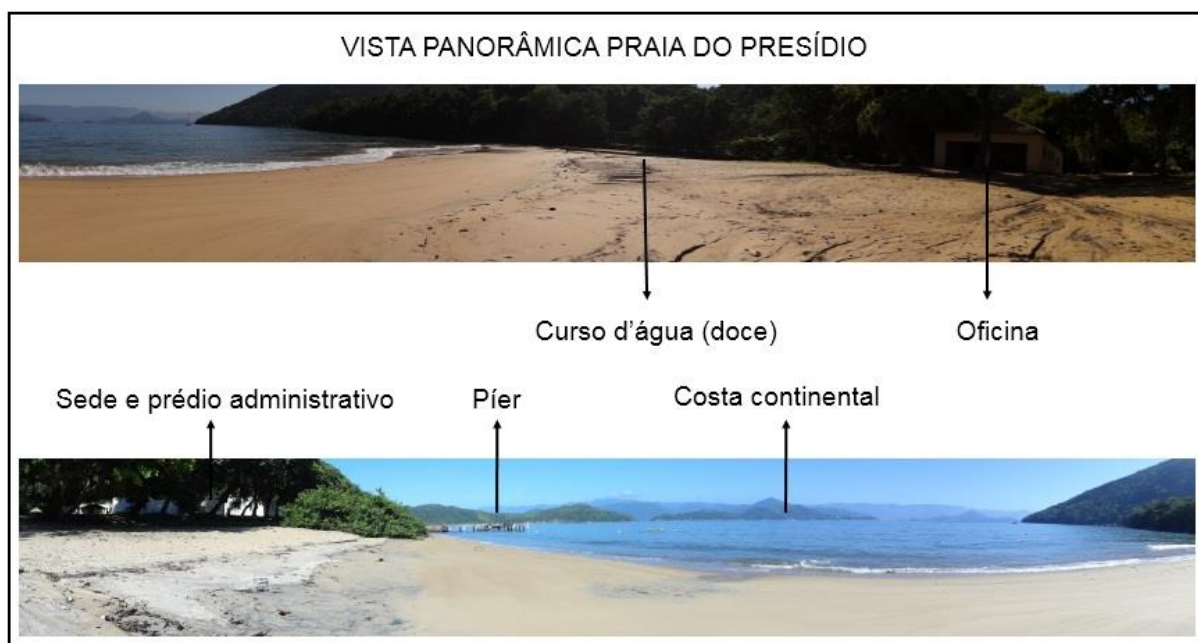 VISTA PANORÂMICA PRAIA DO PRESÍDIO
Curso d’água (doce)
Oficina
Sede e prédio administrativo
Píer
Costa continental